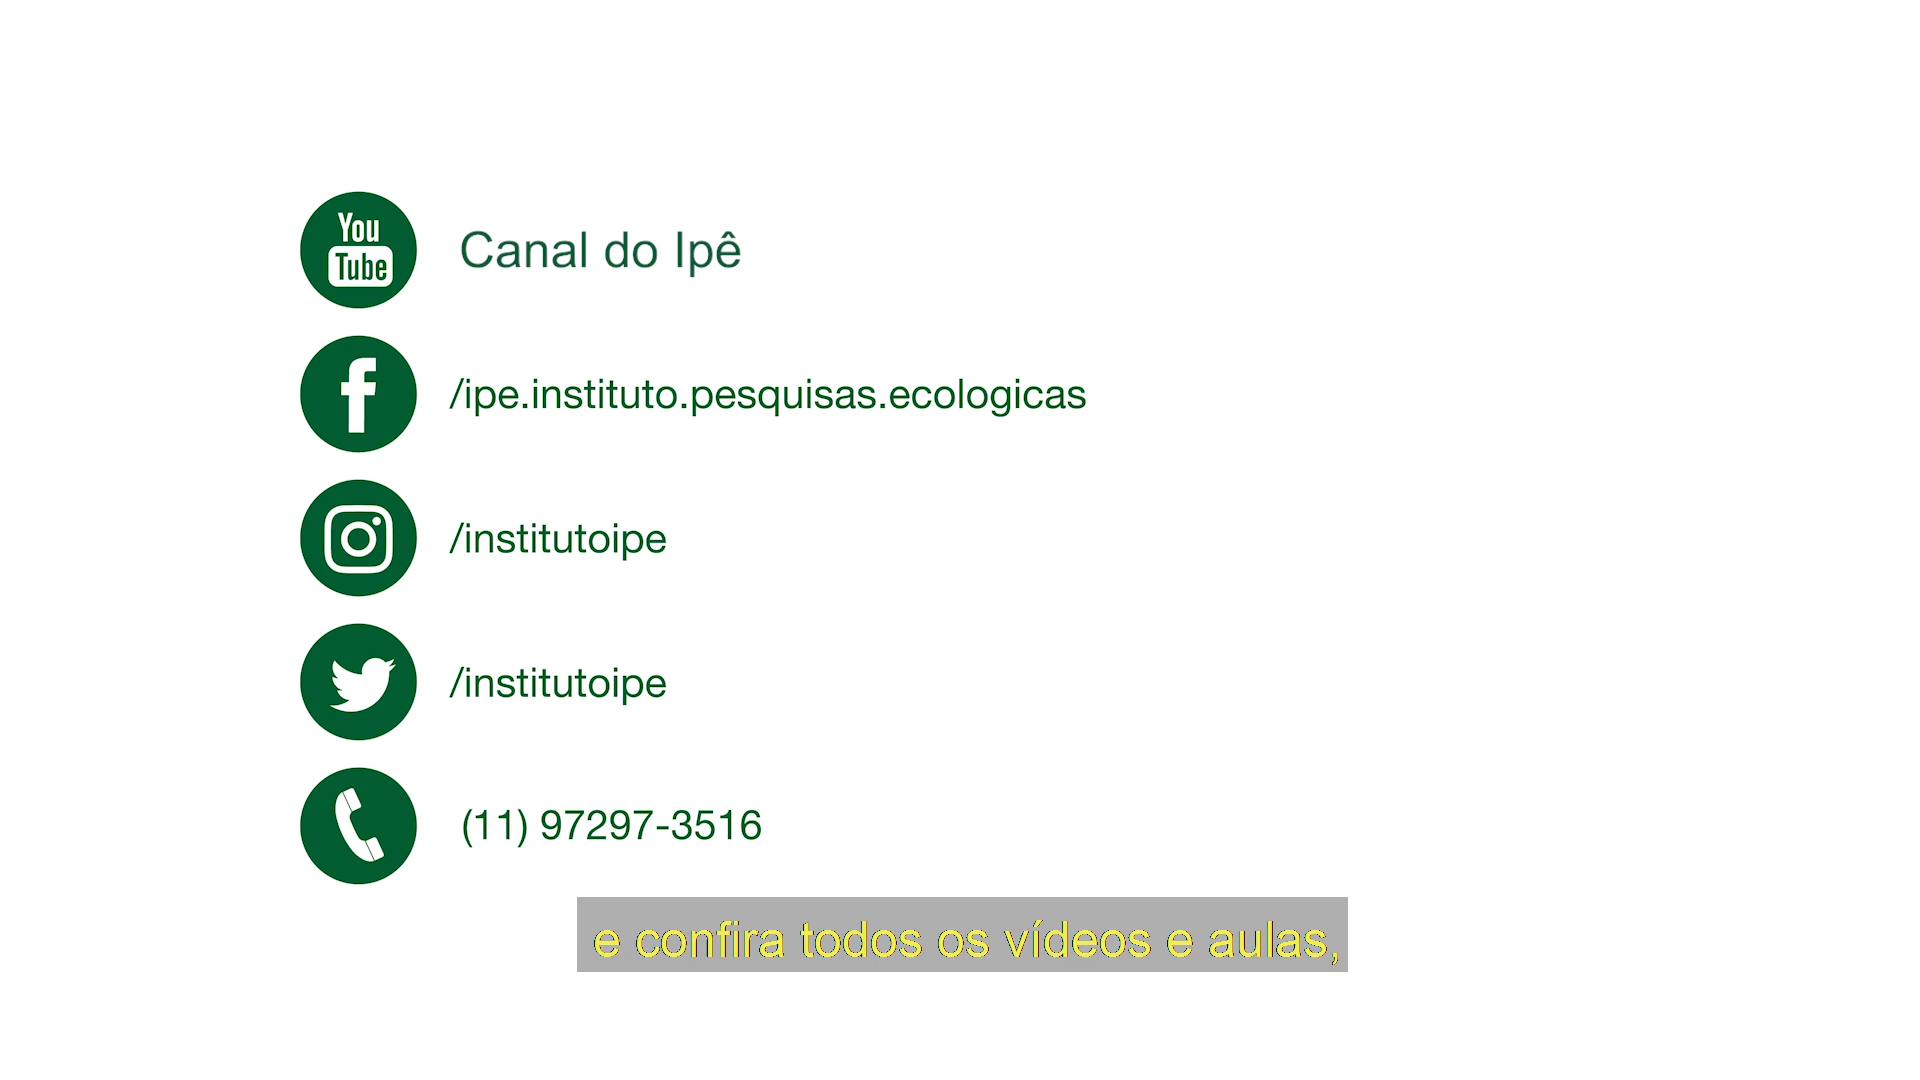 You
Tube
Canal do Ipê
f
/ipe.instituto.pesquisas.ecologicas
/institutoipe
/institutoipe
(11) 97297-3516
e confira todos os vídeos e aulas,